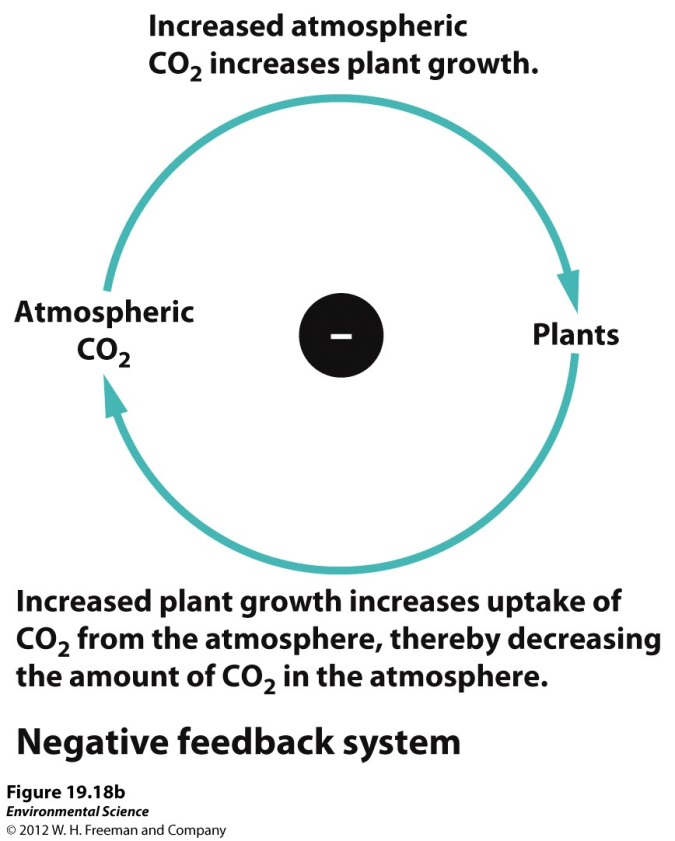 Increased atmospheric
CO₂ increases plant growth.
Atmospheric
CO₂
–
Plants
Increased plant growth increases uptake of
CO₂ from the atmosphere, thereby decreasing
the amount of CO₂ in the atmosphere.
Negative feedback system
Figure 19.18b
Environmental Science
© 2012 W. H. Freeman and Company